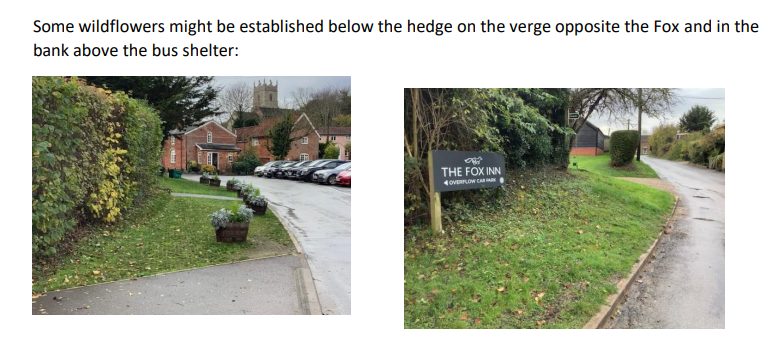 Some wildflowers might be established below the hedge on the verge opposite the Fox and in the
bank above the bus shelter:
THE FOX INN
OVERFLOW CAR PARK